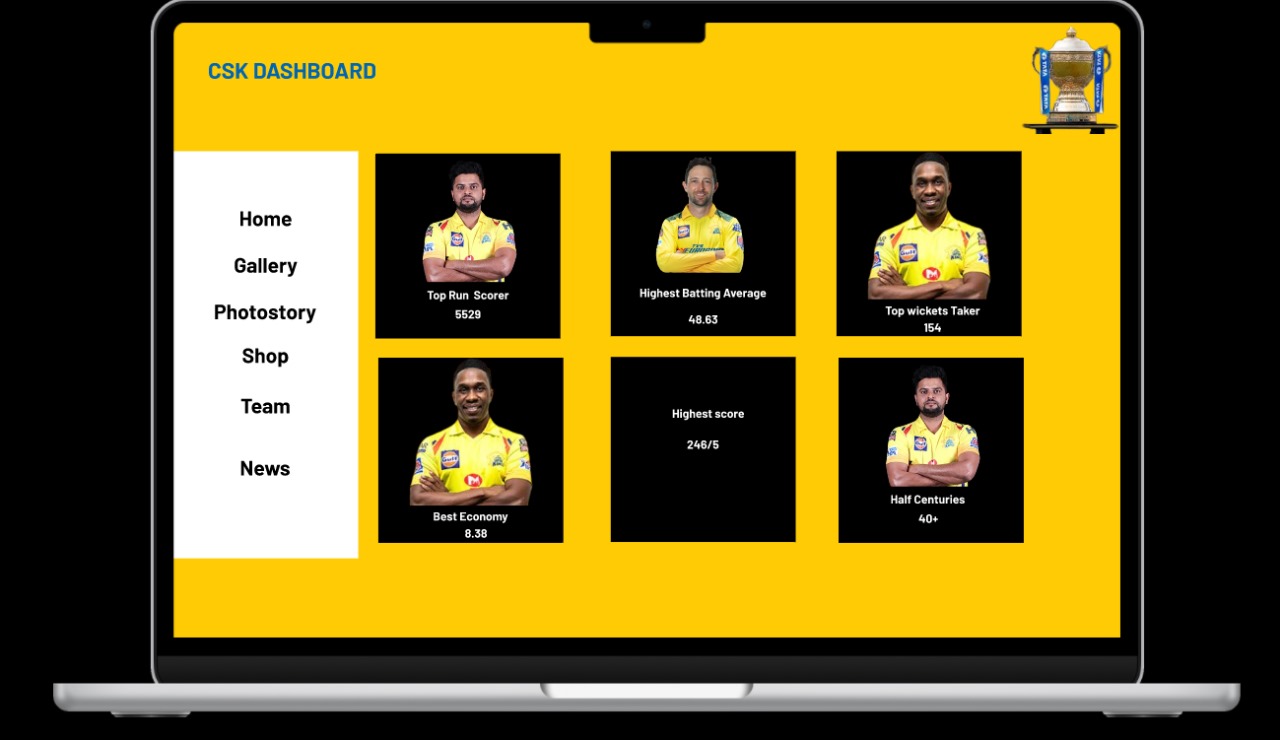 CSK DASHBOARD
Home
Gallery
Photostory
Shop
Team
News
Top Run Scorer
5529
Highest Batting Average
48.63
Top wickets Taker
154
Best Economy
8.38
Highest score
246/5
Half Centuries
40+